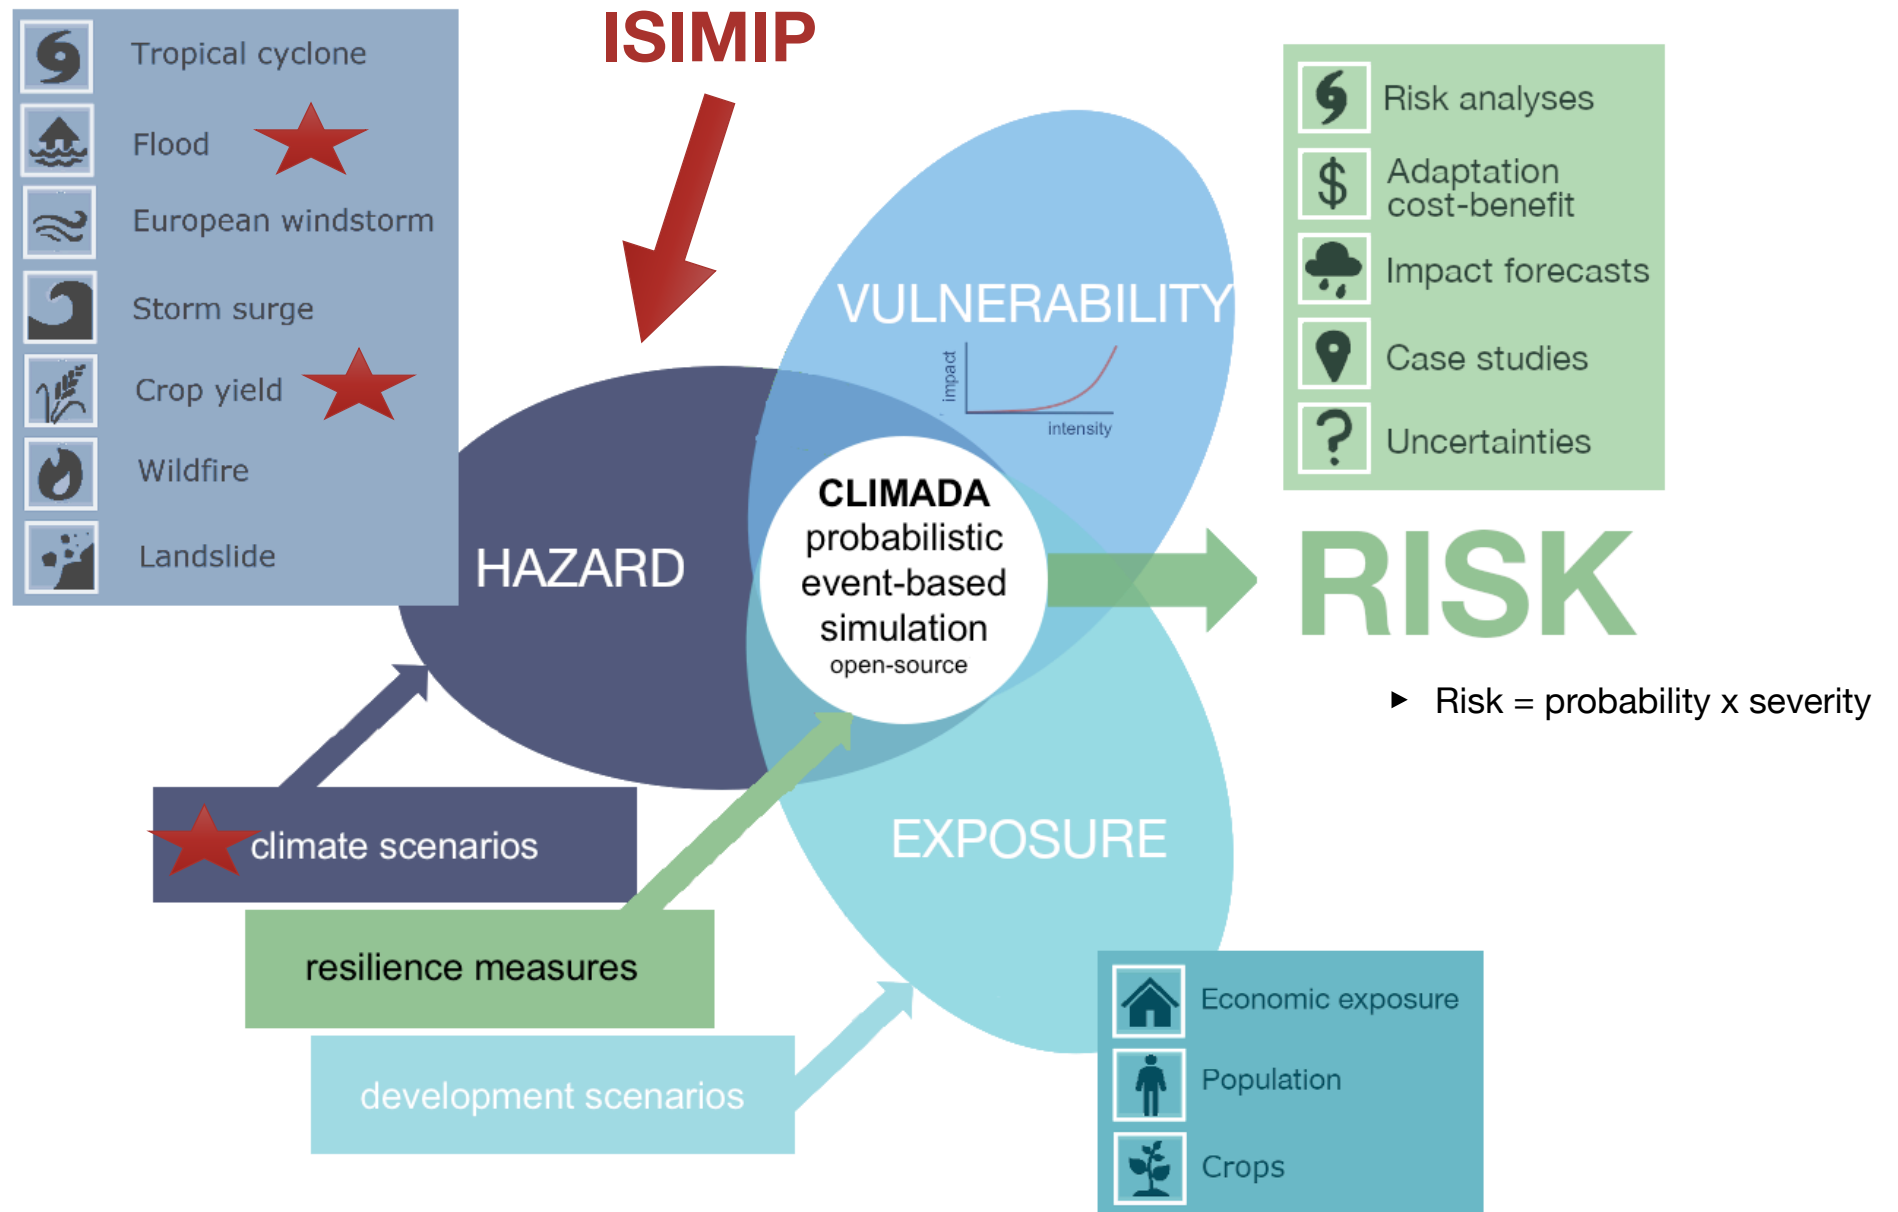 ISIMIP
Tropical cyclone
Flood
European windstorm
Storm surge
Crop yield
Wildfire
Landslide
HAZARD
VULNERABILITY
impact
intensity
CLIMADA
probabilistic
event-based
simulation
open-source
EXPOSURE
climate scenarios
resilience measures
development scenarios
Economic exposure
Population
Crops
Risk analyses
$
Adaptation
cost-benefit
Impact forecasts
Case studies
?
Uncertainties
RISK
► Risk = probability x severity